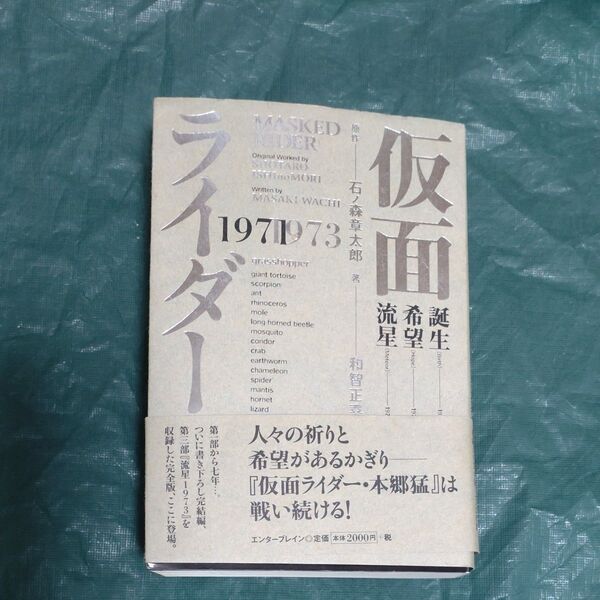 仮面
ライダー
MASKED
RIDER
Original Worked by
SHOTARO
ISHInoMORI
Written by
MASAKI WACHI
1971
1973
原作
石ノ森章太郎
著
和智正喜
誕生
希望
流星
grasshopper
giant tortoise
scorpion
ant
rhinoceros
mole
long horned beetle
mosquito
condor
crab
earthworm
chameleon
spider
mantis
hornet
lizard
人々の祈りと
希望があるかぎり──
『仮面ライダー・本郷猛』は
戦い続ける!
第一部から七年…。
ついに書き下ろし完結編、
第三部『流星1973』を
収録した完全版、ここに登場。
エンターブレイン◎定価 本体2000円 +税